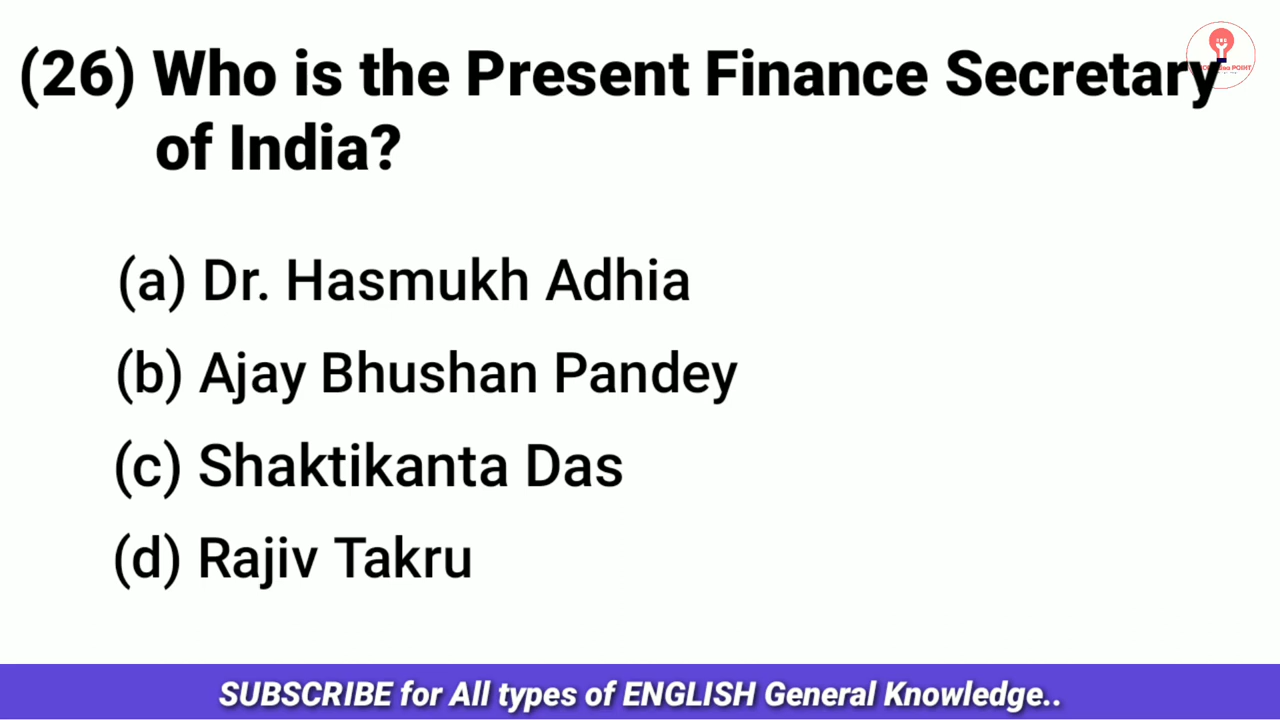 (26) Who is the Present Finance Secretary
of India?
(a) Dr. Hasmukh Adhia
(b) Ajay Bhushan Pandey
(c) Shaktikanta Das
(d) Rajiv Takru
SUBSCRIBE for All types of ENGLISH General Knowledge..